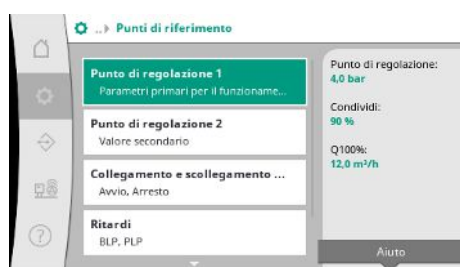 ..▸ Punti di riferimento
Punto di regolazione 1
Parametri primari per il funzioname...
Punto di regolazione 2
Valore secondario
Collegamento e scollegamento ...
Avvio, Arresto
Ritardi
BLP, PLP
Punto di regolazione:
4,0 bar
Condividi:
90 %
Q100%:
12,0 m³/h
Aiuto